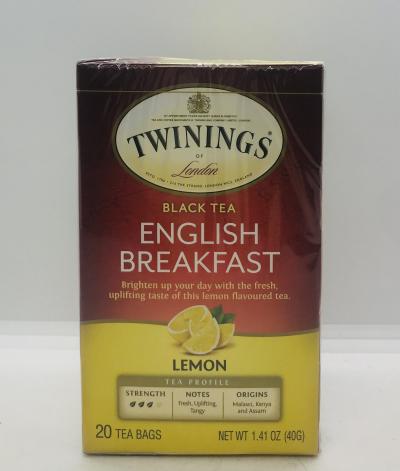 TWININGS®
OF
London
BLACK TEA
ENGLISH
BREAKFAST
Brighten up your day with the fresh,
uplifting taste of this lemon flavoured tea.
LEMON
TEA PROFILE
STRENGTH NOTES ORIGINS
Fresh, Uplifting, Malawi, Kenya
Tangy and Assam
20 TEA BAGS NET WT 1.41 OZ (40G)